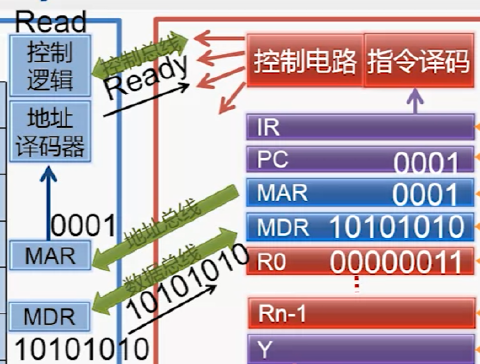 Read
控制
逻辑
控制总线
Ready
地址
译码器
0001
MAR
地址总线
数据总线
10101010
MDR
10101010
控制电路
指令译码
IR
PC 0001
MAR 0001
MDR 10101010
R0 00000011
Rn-1
Y